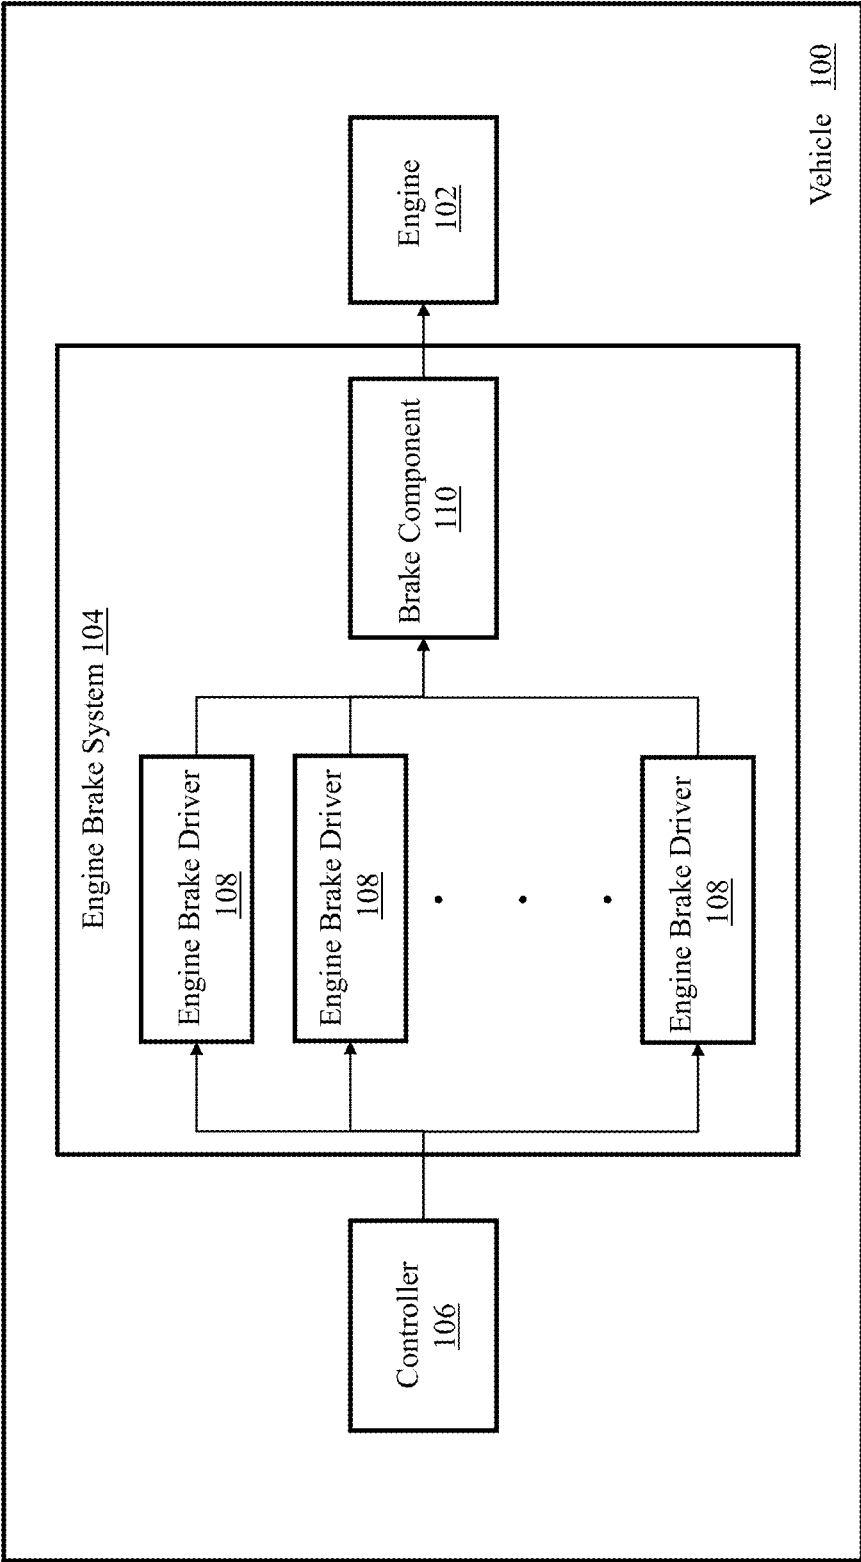 Engine Brake System 104
Controller
106
Engine Brake Driver
108
Engine Brake Driver
108
Engine Brake Driver
108
Brake Component
110
Engine
102
Vehicle 100